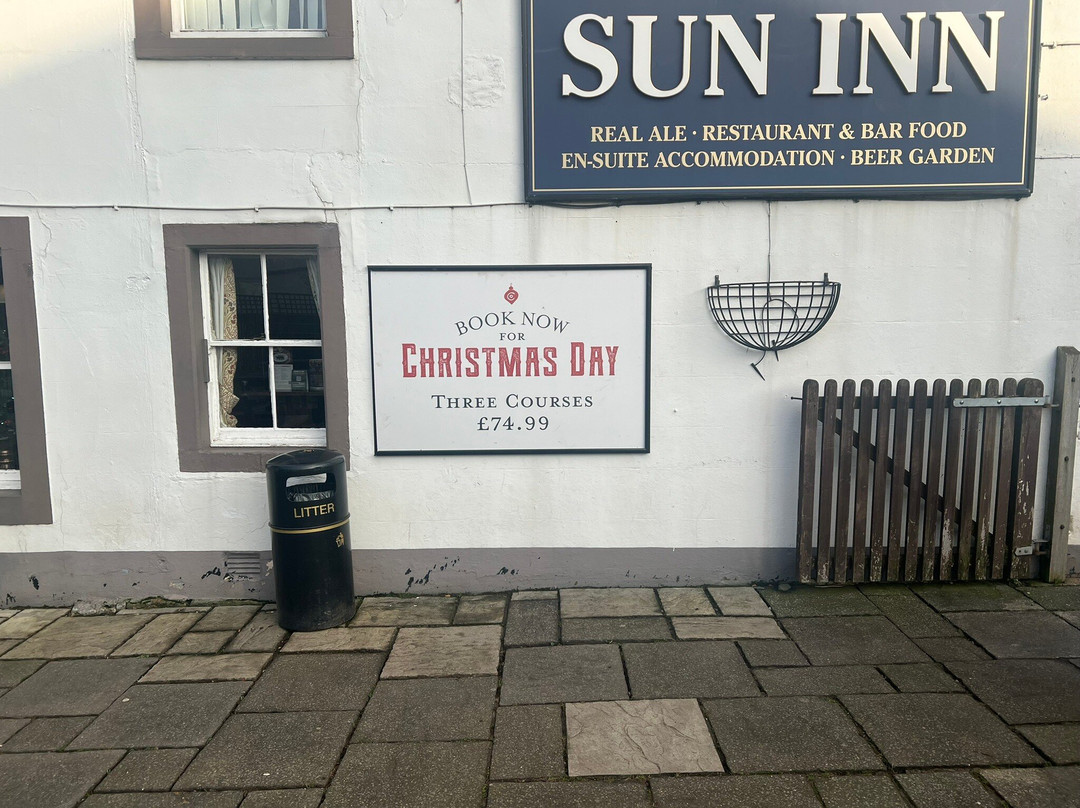 SUN INN
REAL ALE · RESTAURANT & BAR FOOD
EN-SUITE ACCOMMODATION · BEER GARDEN
BOOK NOW
FOR
CHRISTMAS DAY
THREE COURSES
£74.99
LITTER